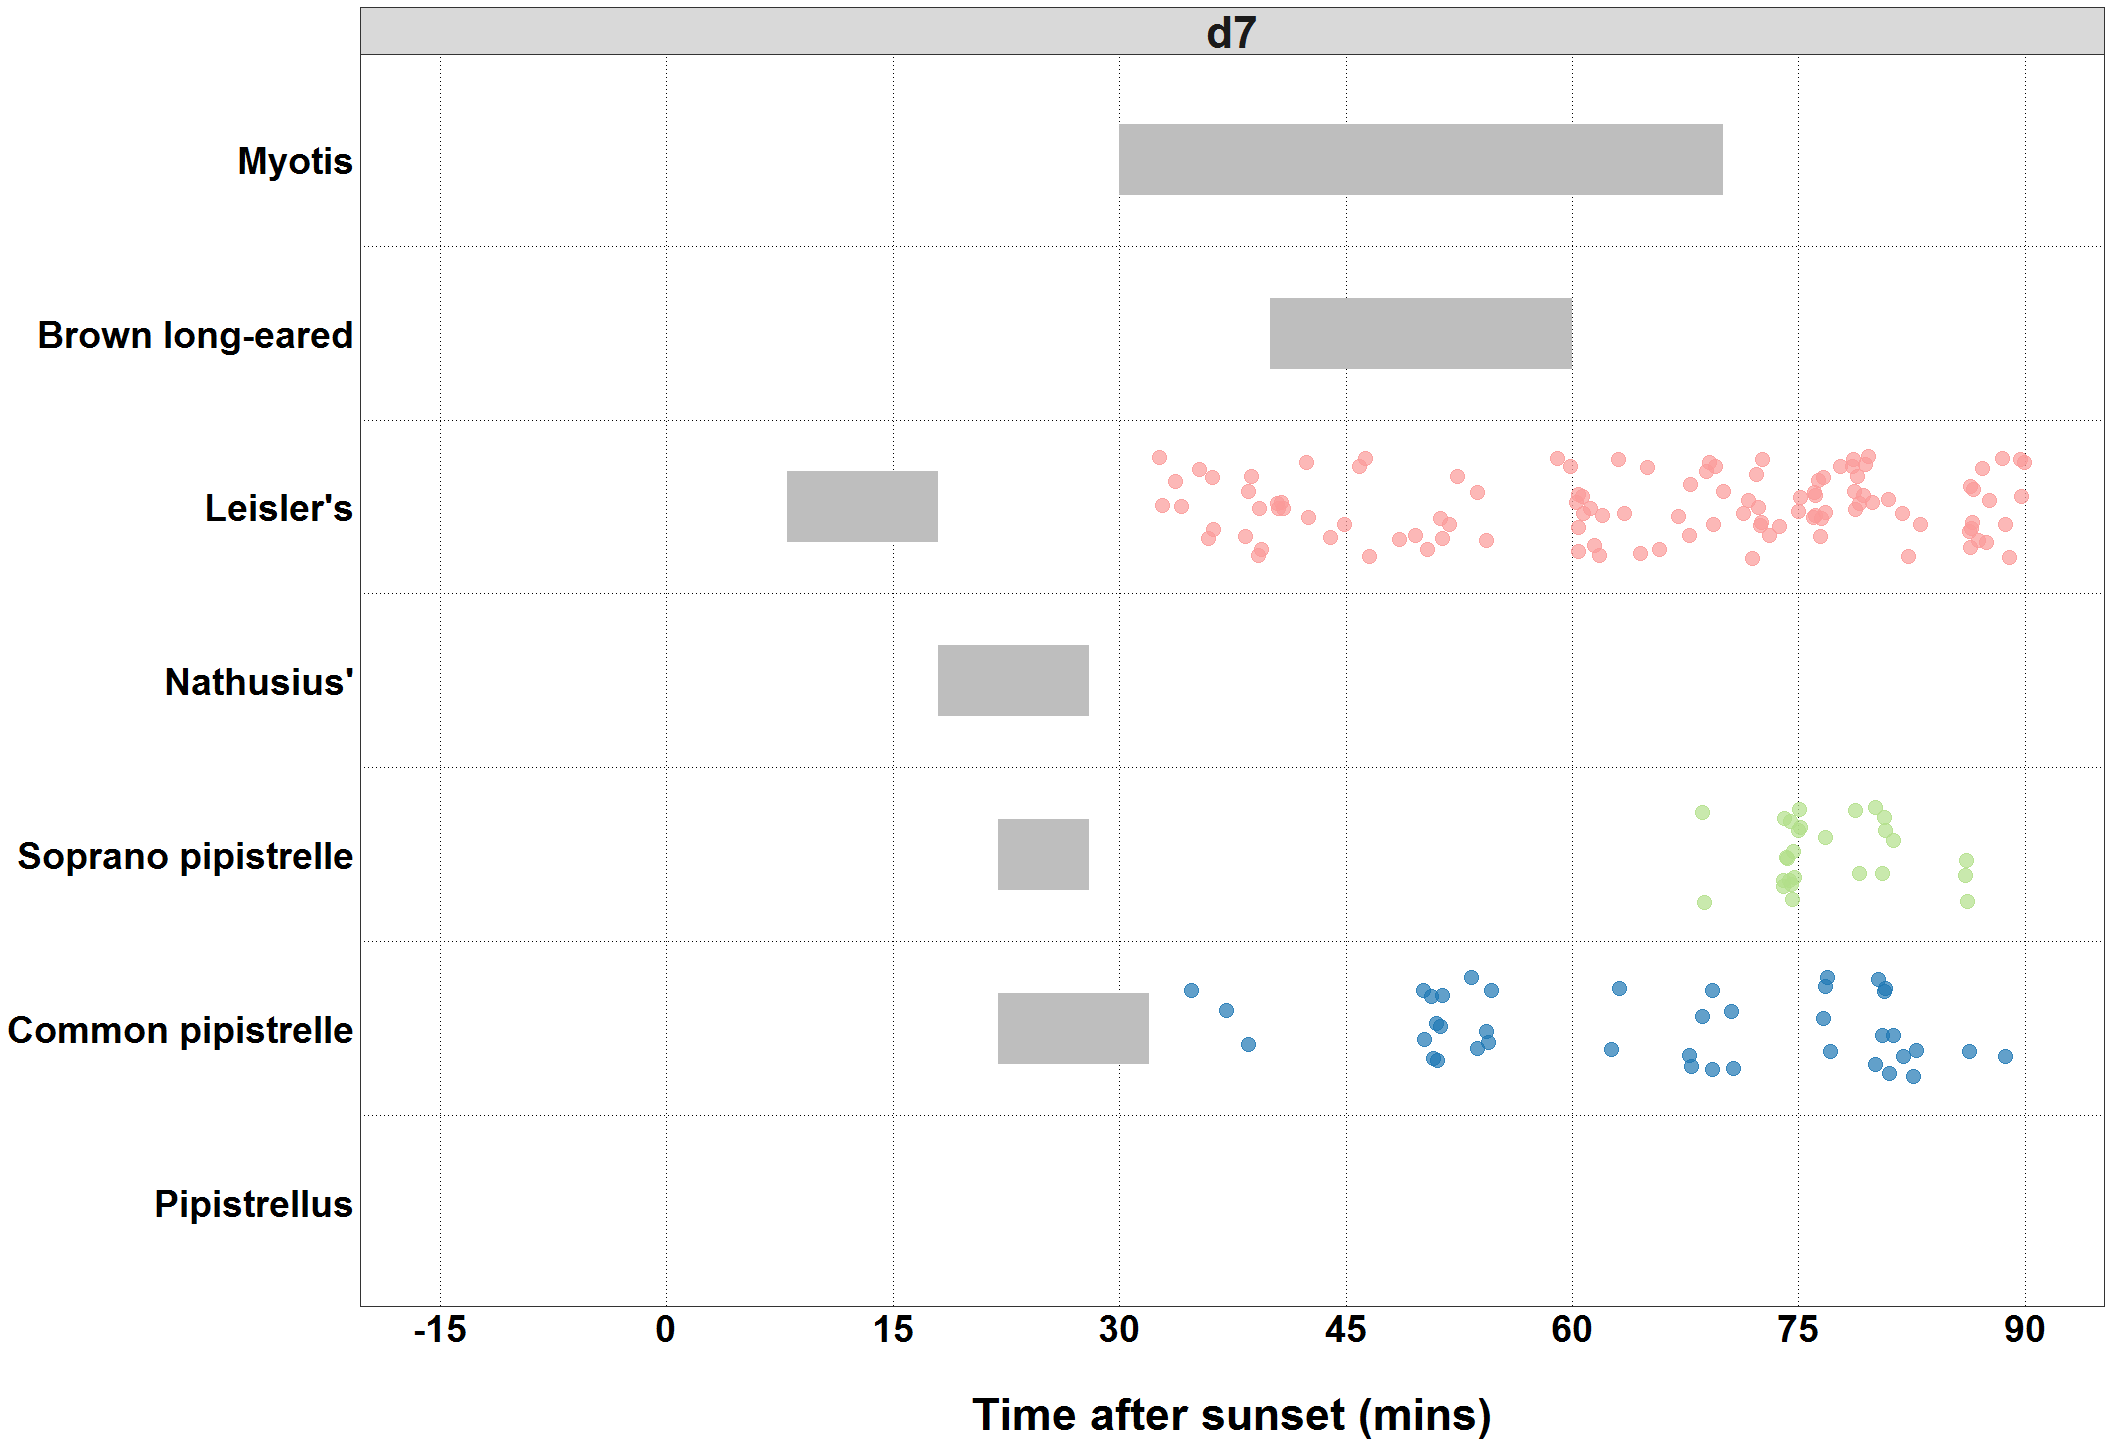 d7
Myotis
Brown long-eared
Leisler's
Nathusius'
Soprano pipistrelle
Common pipistrelle
Pipistrellus
-15 0 15 30 45 60 75 90
Time after sunset (mins)